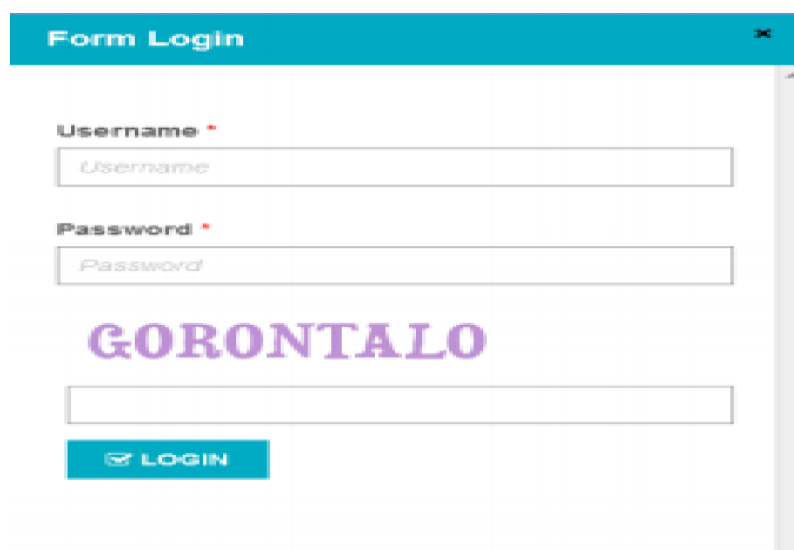 Form Login
Username *
Username
Password *
Password
GORONTALO
LOGIN